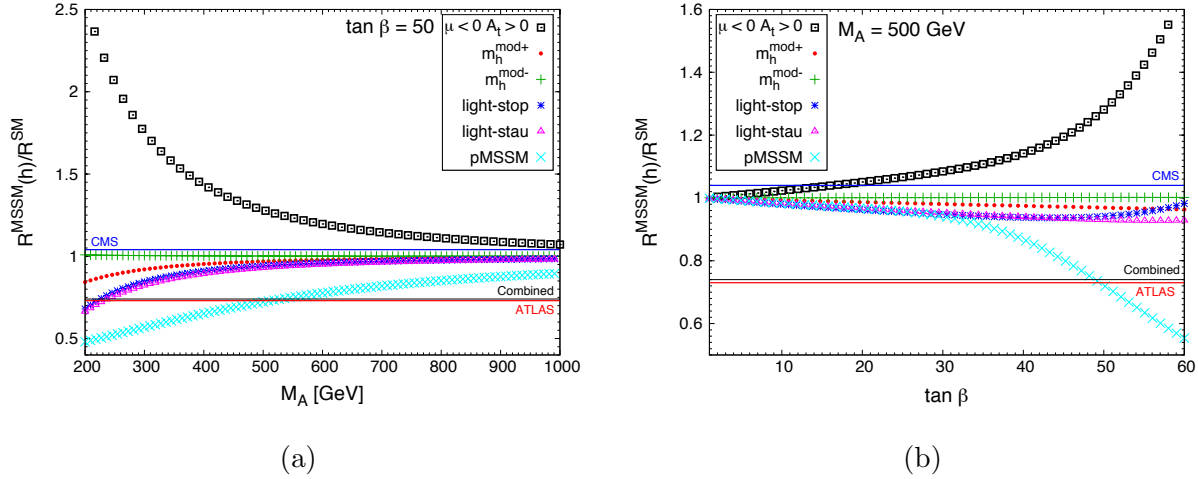 R^MSSM(h)/R^SM
2.5
2
1.5
1
0.5
tan β = 50
μ < 0 A_t > 0
m_h^mod+
m_h^mod-
light-stop
light-stau
pMSSM
CMS
Combined
ATLAS
200 300 400 500 600 700 800 900 1000
M_A [GeV]
(a)
R^MSSM(h)/R^SM
1.6
1.4
1.2
1
0.8
0.6
μ < 0 A_t > 0
M_A = 500 GeV
m_h^mod+
m_h^mod-
light-stop
light-stau
pMSSM
CMS
Combined
ATLAS
10 20 30 40 50 60
tan β
(b)